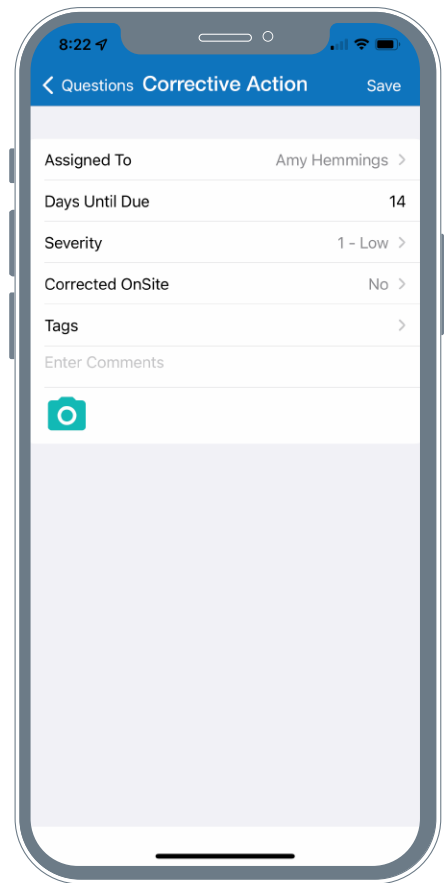 8:22
Questions Corrective Action Save
Assigned To Amy Hemmings
Days Until Due 14
Severity 1 - Low
Corrected OnSite No
Tags
Enter Comments